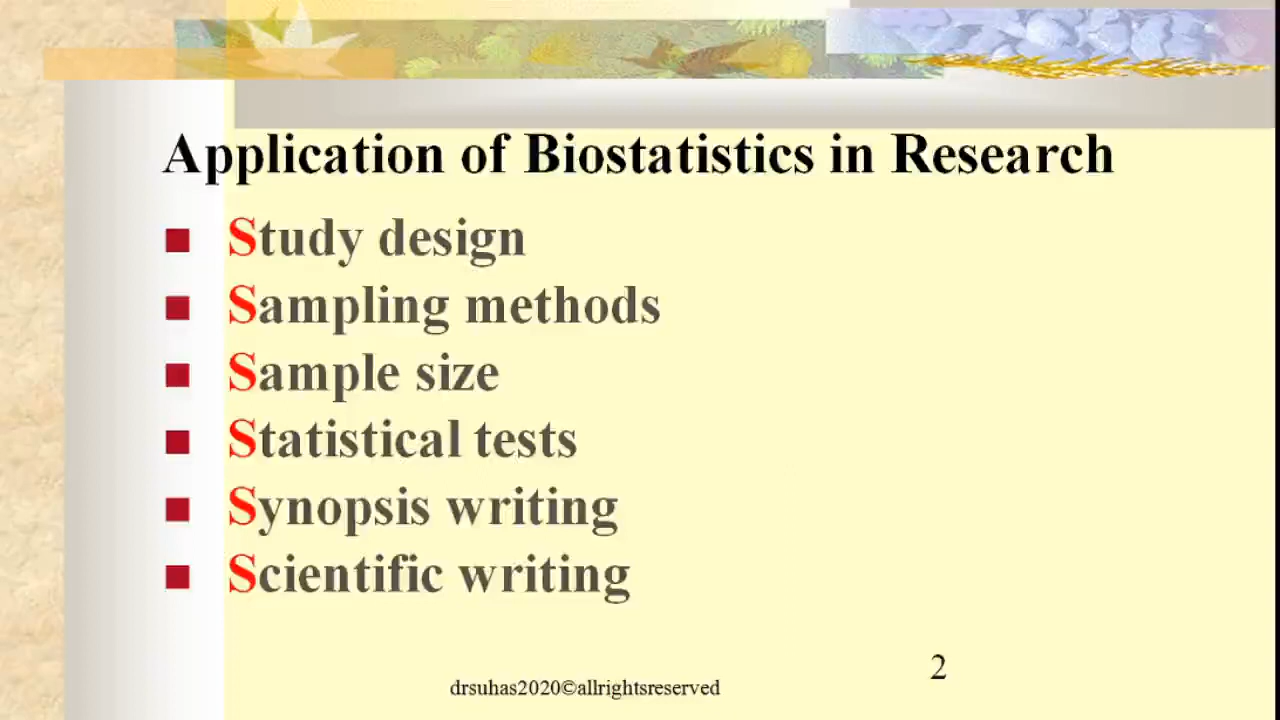 Application of Biostatistics in Research
Study design
Sampling methods
Sample size
Statistical tests
Synopsis writing
Scientific writing
2
drsuhas2020©allrightsreserved